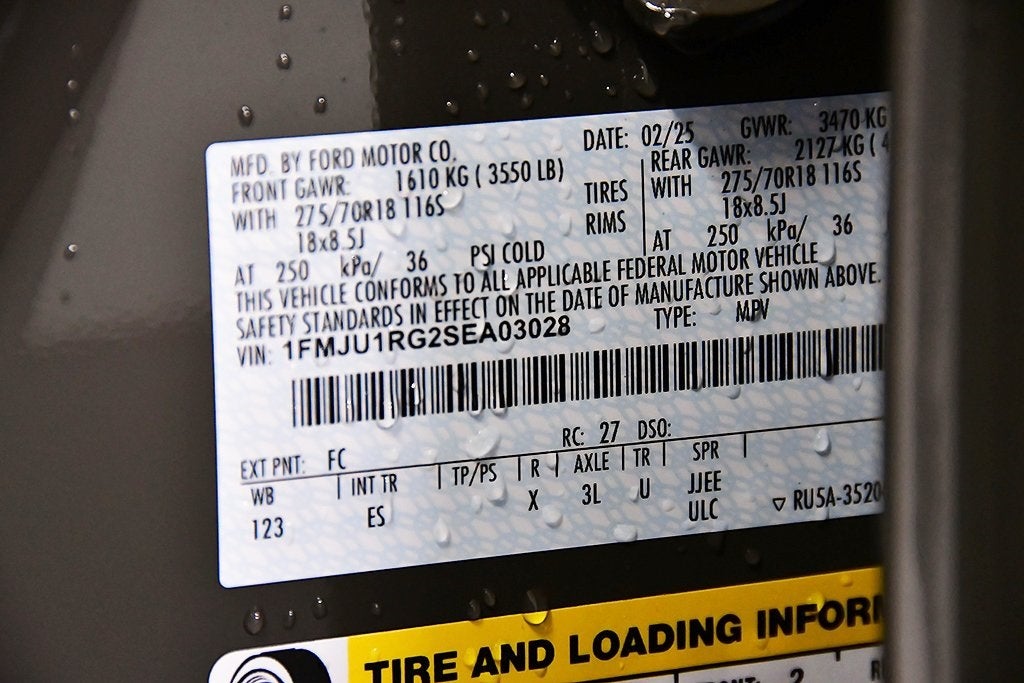 MFD. BY FORD MOTOR CO. DATE: 02/25 GVWR: 3470 KG
FRONT GAWR: 1610 KG ( 3550 LB) REAR GAWR: 2127 KG ( 4
WITH 275/70R18 116S TIRES WITH 275/70R18 116S
18x8.5J RIMS 18x8.5J
AT 250 kPa/ 36 PSI COLD AT 250 kPa/ 36
THIS VEHICLE CONFORMS TO ALL APPLICABLE FEDERAL MOTOR VEHICLE
SAFETY STANDARDS IN EFFECT ON THE DATE OF MANUFACTURE SHOWN ABOVE.
VIN: 1FMJU1RG2SEA03028 TYPE: MPV
EXT PNT: FC RC: 27 DSO:
WB INT TR TP/PS R AXLE TR SPR
123 ES X 3L U JJEE
ULC ▽ RU5A-3520
TIRE AND LOADING INFORM
2